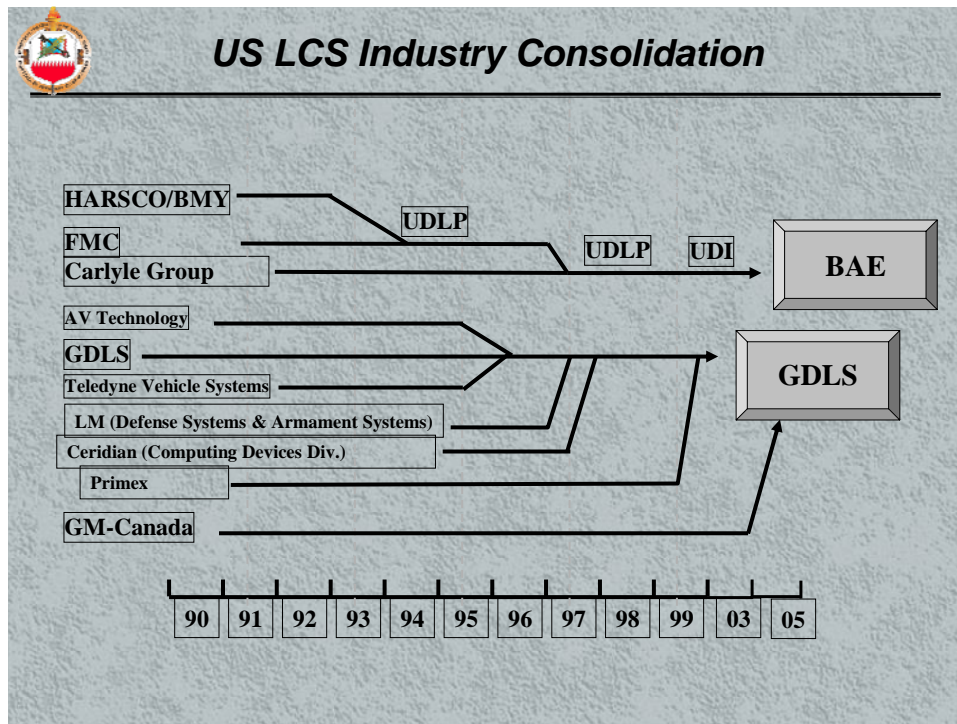 US LCS Industry Consolidation
HARSCO/BMY
UDLP
FMC
UDLP
UDI
BAE
Carlyle Group
AV Technology
GDLS
GDLS
Teledyne Vehicle Systems
LM (Defense Systems & Armament Systems)
Ceridian (Computing Devices Div.)
Primex
GM-Canada
90 91 92 93 94 95 96 97 98 99 03 05